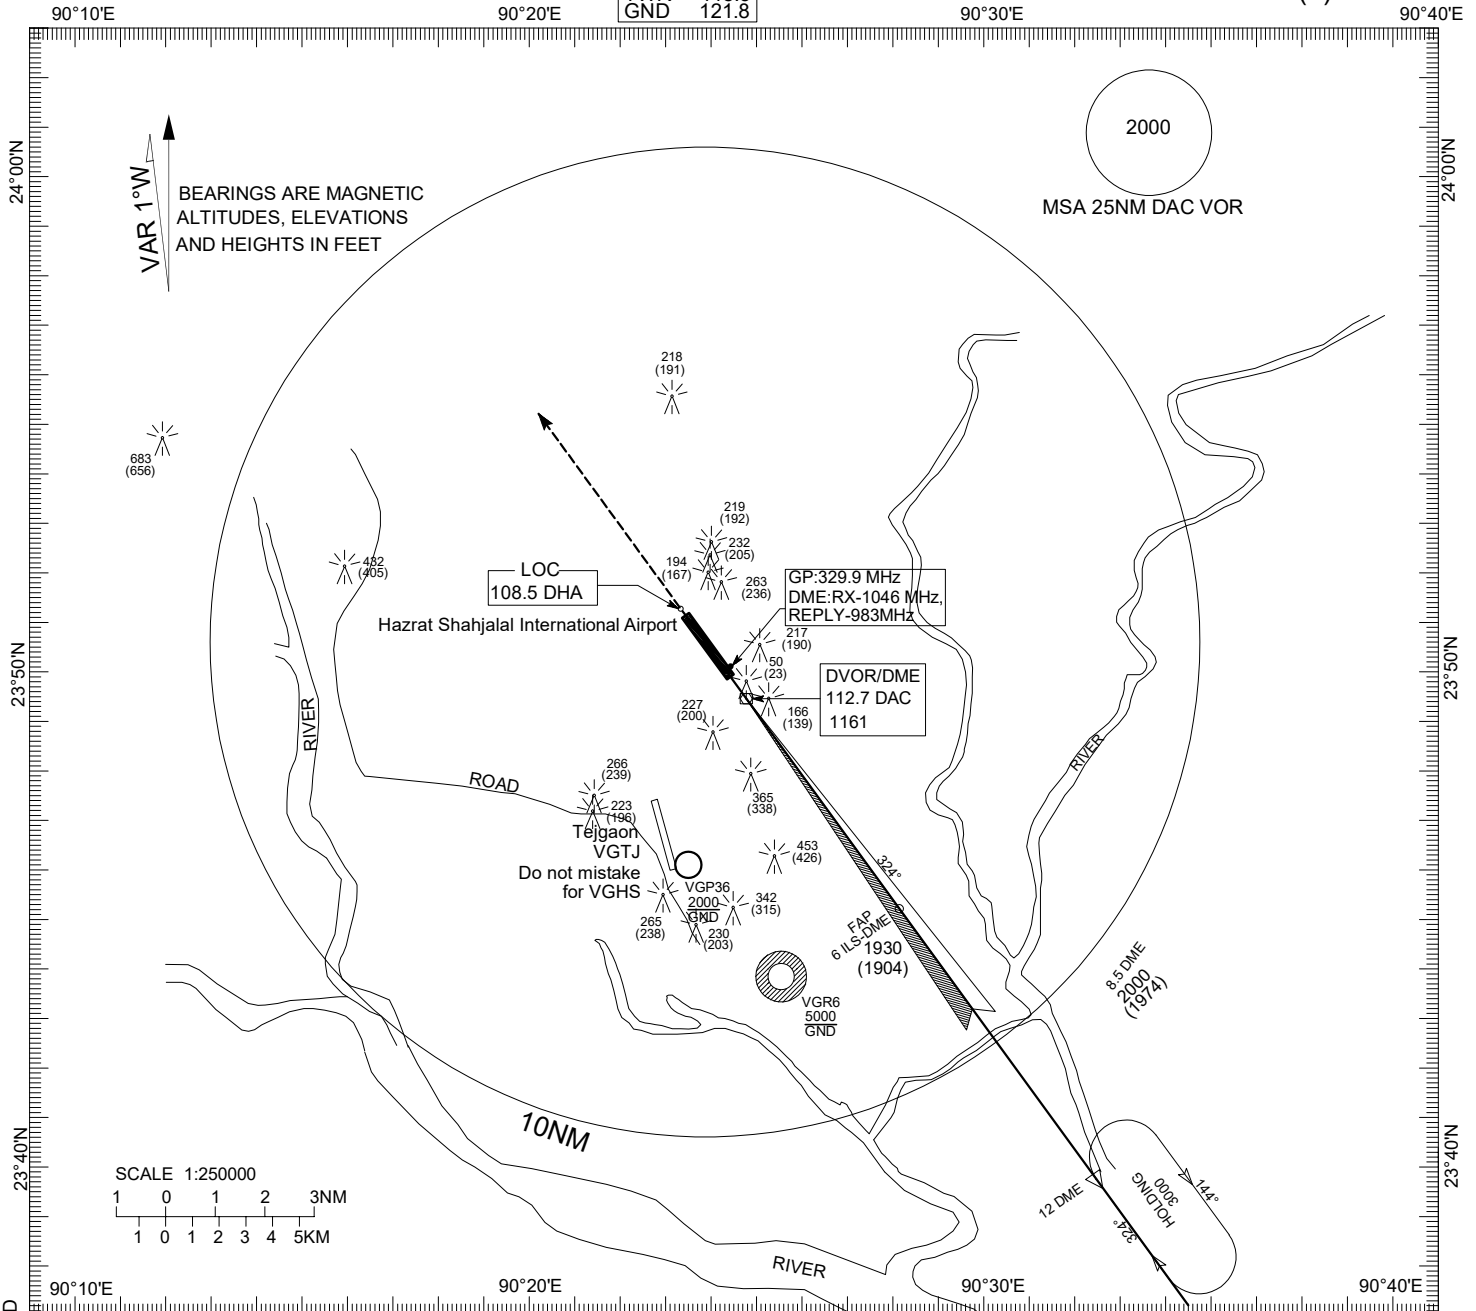 90°10'E
90°20'E
GND 121.8
90°30'E
90°40'E
24°00'N
24°00'N
2000
MSA 25NM DAC VOR
VAR 1°W
BEARINGS ARE MAGNETIC
ALTITUDES, ELEVATIONS
AND HEIGHTS IN FEET
218
(191)
683
(656)
219
(192)
232
(205)
194
(167)
263
(236)
432
(405)
LOC
108.5 DHA
GP:329.9 MHz
DME:RX-1046 MHz,
REPLY-983MHz
Hazrat Shahjalal International Airport
217
(190)
50
(23)
23°50'N
23°50'N
DVOR/DME
112.7 DAC
1161
166
(139)
227
(200)
RIVER
RIVER
ROAD
266
(239)
223
(196)
365
(338)
Tejgaon
VGTJ
Do not mistake
for VGHS
453
(426)
324°
VGP36
2000
GND
342
(315)
265
(238)
230
(203)
FAP
6 ILS-DME
1930
(1904)
8.5 DME
2000
(1974)
VGR6
5000
GND
10NM
23°40'N
23°40'N
SCALE 1:250000
1 0 1 2 3NM
1 0 1 2 3 4 5KM
12 DME
HOLDING
3000
144°
324°
RIVER
90°10'E
90°20'E
90°30'E
90°40'E